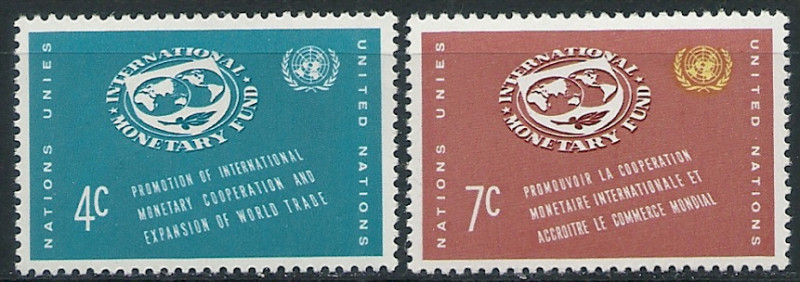 NATIONS UNIES
INTERNATIONAL
MONETARY FUND
UNITED NATIONS
4c
PROMOTION OF INTERNATIONAL
MONETARY COOPERATION AND
EXPANSION OF WORLD TRADE
NATIONS UNIES
INTERNATIONAL
MONETARY FUND
UNITED NATIONS
7c
PROMOUVOIR LA COOPERATION
MONETAIRE INTERNATIONALE ET
ACCROITRE LE COMMERCE MONDIAL